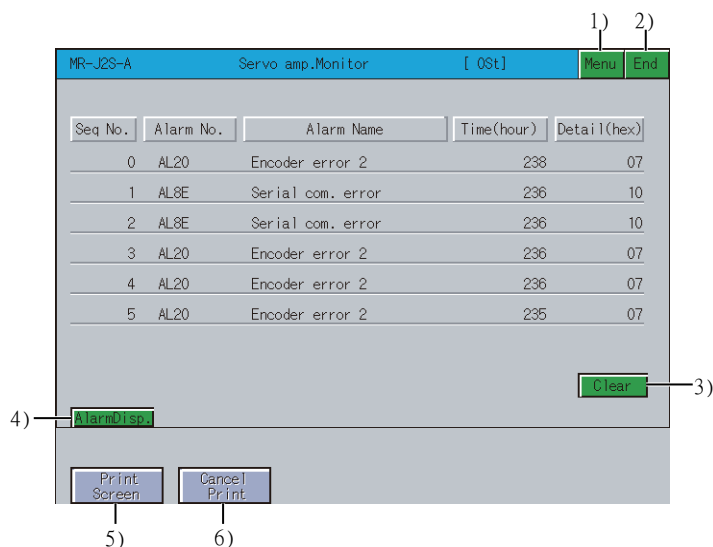 1) 2)
MR-J2S-A Servo amp.Monitor [ OSt] Menu End
Seq No. Alarm No. Alarm Name Time(hour) Detail(hex)
0 AL20 Encoder error 2 238 07
1 AL8E Serial com. error 236 10
2 AL8E Serial com. error 236 10
3 AL20 Encoder error 2 236 07
4 AL20 Encoder error 2 236 07
5 AL20 Encoder error 2 235 07
Clear 3)
4) AlarmDisp.
Print Cancel
Screen Print
5) 6)